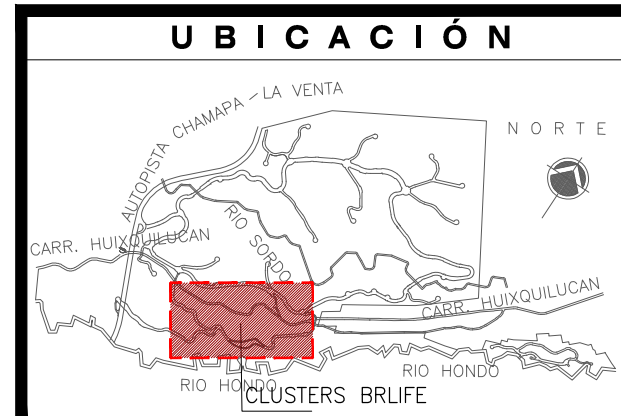 UBICACIÓN
AUTOPISTA CHAMAPA - LA VENTA
NORTE
RIO SORDO
CARR. HUIXQUILUCAN
CARR. HUIXQUILUCAN
RIO HONDO
RIO HONDO
CLUSTERS BRLIFE